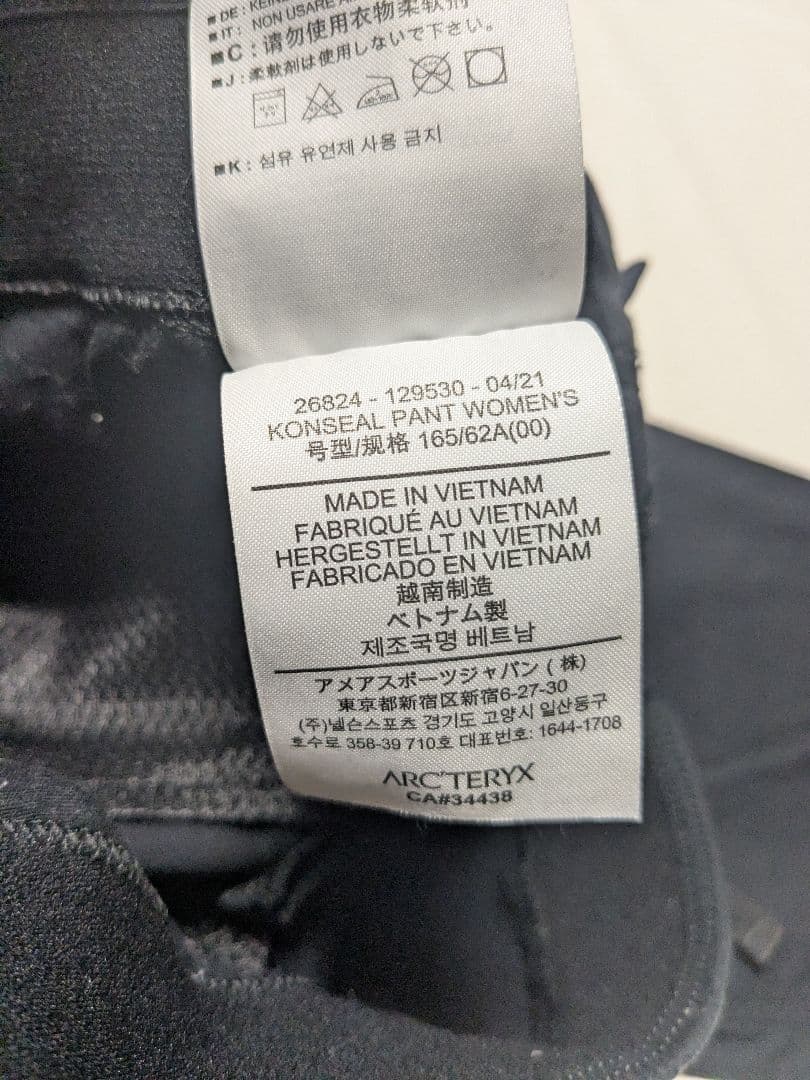 ■DE: KEINE
■IT: NON USARE
■C: 请勿使用衣物柔软剂
■J: 柔軟剤は使用しないで下さい。
■K: 섬유 유연제 사용 금지
26824 - 129530 - 04/21
KONSEAL PANT WOMEN'S
号型/规格 165/62A(00)
MADE IN VIETNAM
FABRIQUÉ AU VIETNAM
HERGESTELLT IN VIETNAM
FABRICADO EN VIETNAM
越南制造
ベトナム製
제조국명 베트남
アメアスポーツジャパン (株)
東京都新宿区新宿6-27-30
(주)넬슨스포츠 경기도 고양시 일산동구
호수로 358-39 710호 대표번호: 1644-1708
ARC'TERYX
CA#34438